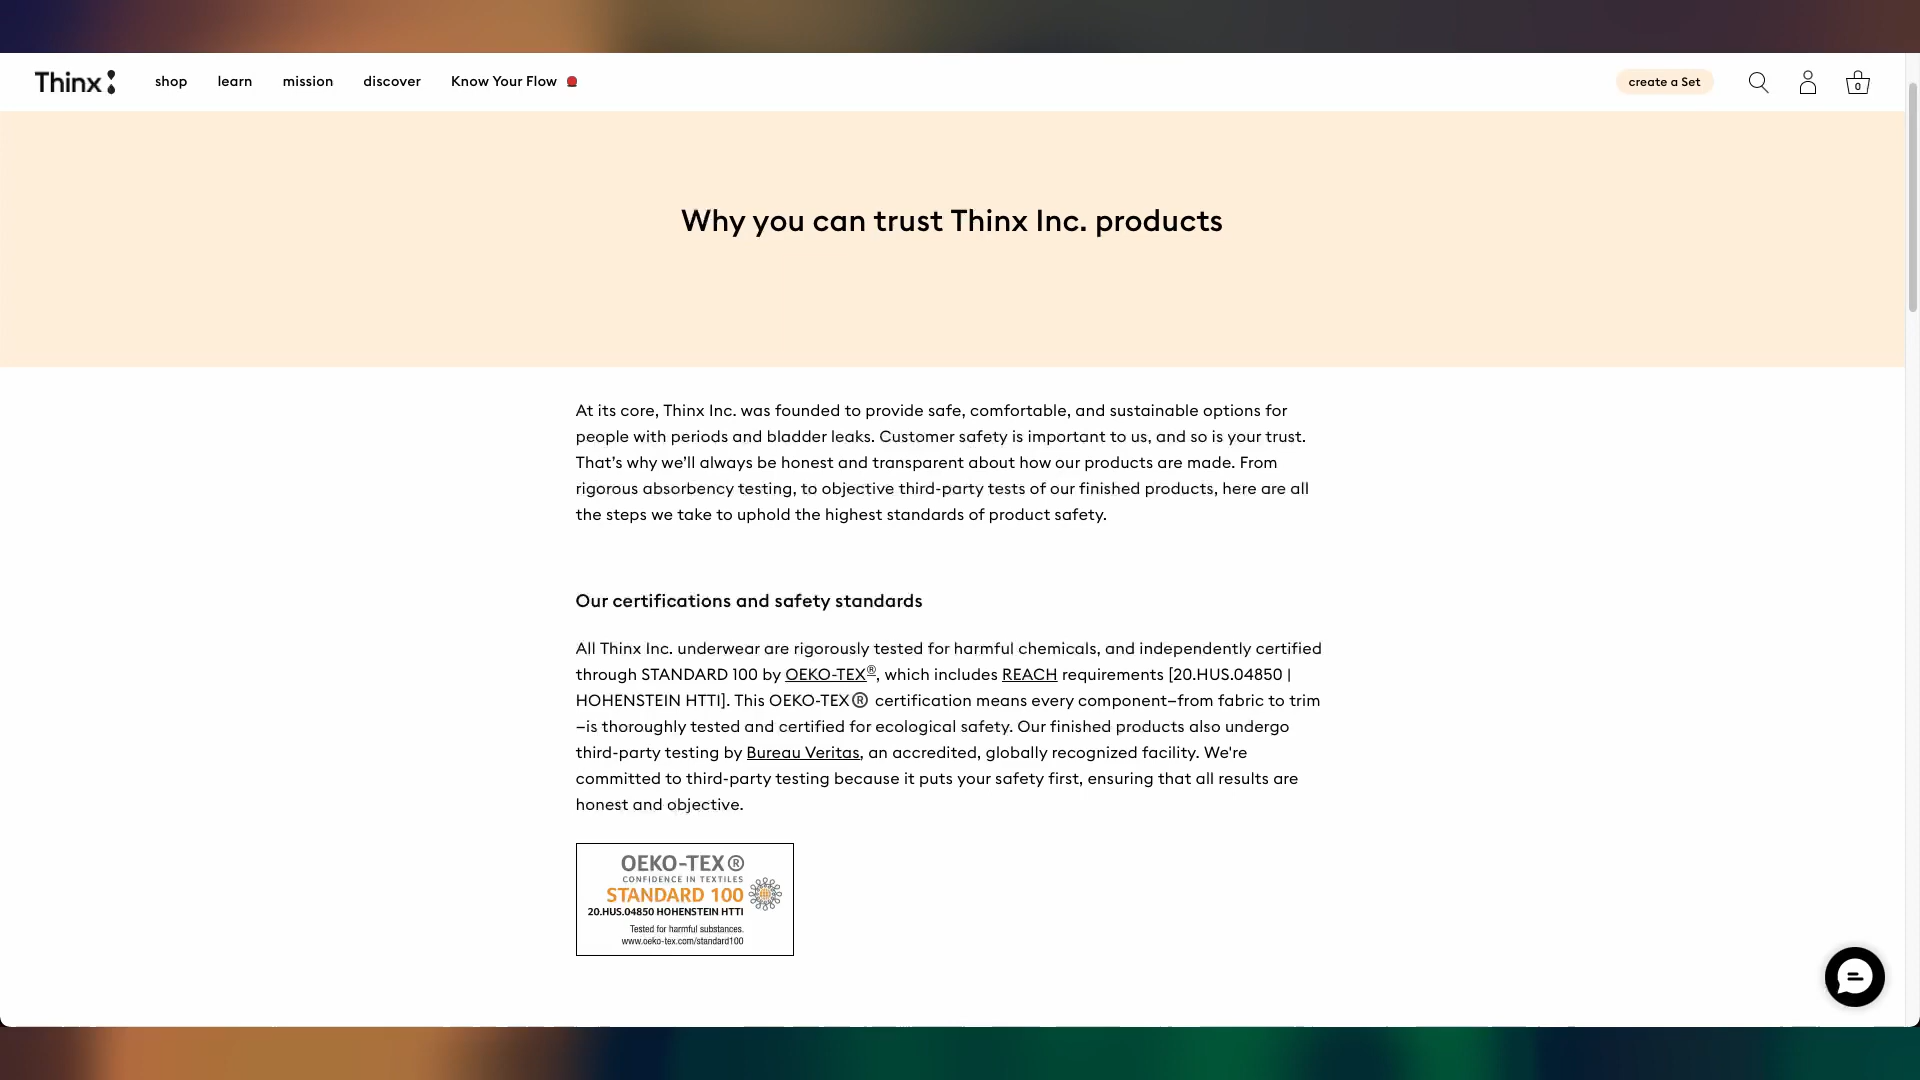 Thinx
shop learn mission discover Know Your Flow
create a Set
0
Why you can trust Thinx Inc. products
At its core, Thinx Inc. was founded to provide safe, comfortable, and sustainable options for
people with periods and bladder leaks. Customer safety is important to us, and so is your trust.
That’s why we’ll always be honest and transparent about how our products are made. From
rigorous absorbency testing, to objective third-party tests of our finished products, here are all
the steps we take to uphold the highest standards of product safety.
Our certifications and safety standards
All Thinx Inc. underwear are rigorously tested for harmful chemicals, and independently certified
through STANDARD 100 by OEKO-TEX®, which includes REACH requirements [20.HUS.04850 |
HOHENSTEIN HTTI]. This OEKO-TEX® certification means every component—from fabric to trim
—is thoroughly tested and certified for ecological safety. Our finished products also undergo
third-party testing by Bureau Veritas, an accredited, globally recognized facility. We're
committed to third-party testing because it puts your safety first, ensuring that all results are
honest and objective.
OEKO-TEX®
CONFIDENCE IN TEXTILES
STANDARD 100
20.HUS.04850 HOHENSTEIN HTTI
Tested for harmful substances.
www.oeko-tex.com/standard100